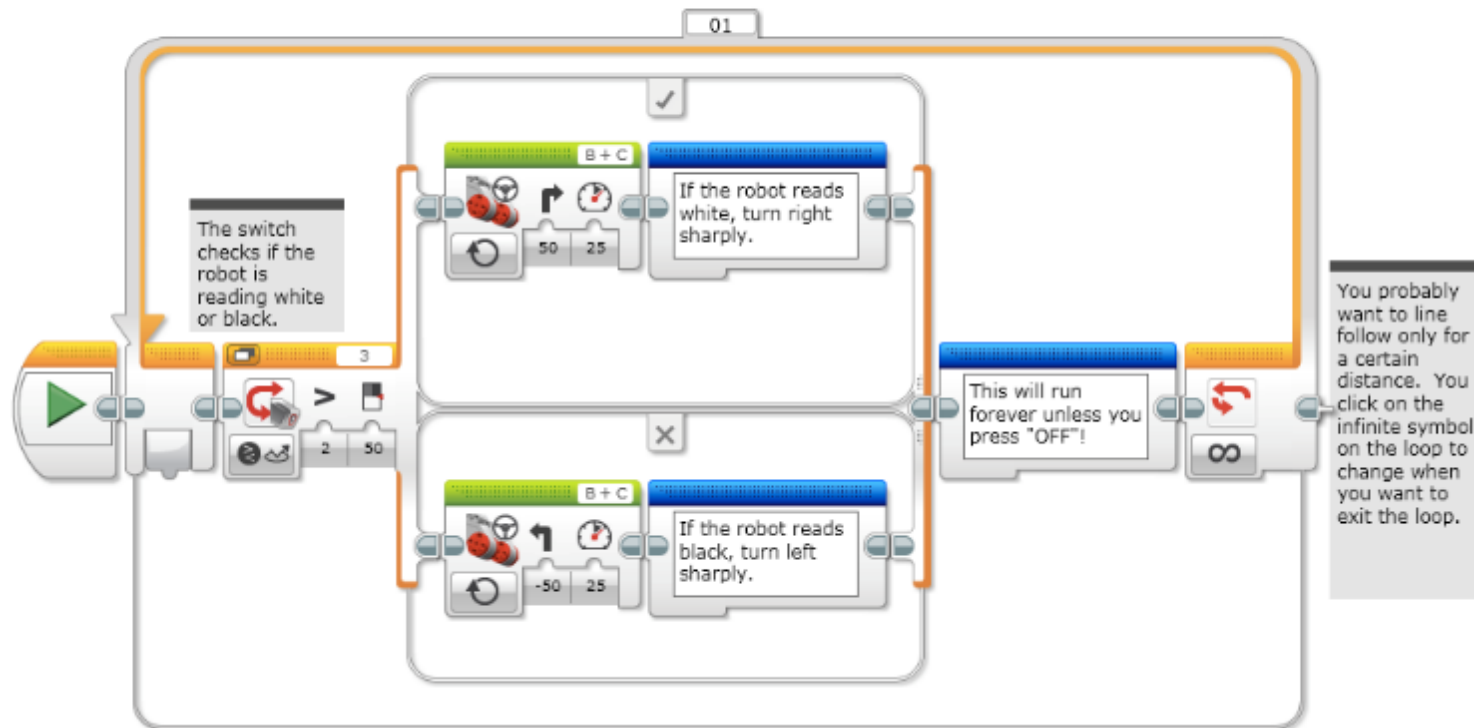 01
B + C
If the robot reads
white, turn right
sharply.
50 25
The switch
checks if the
robot is
reading white
or black.
3
>
2 50
This will run
forever unless you
press "OFF"!
∞
You probably
want to line
follow only for
a certain
distance. You
click on the
infinite symbol
on the loop to
change when
you want to
exit the loop.
B + C
If the robot reads
black, turn left
sharply.
-50 25